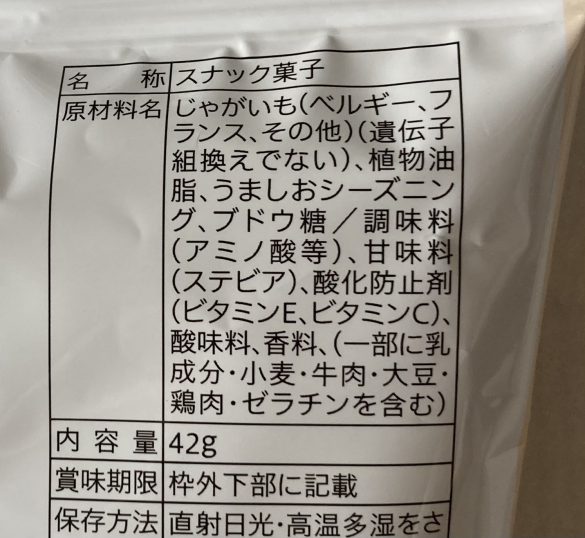 名　称 スナック菓子
原材料名 じゃがいも(ベルギー、フ
ランス、その他)(遺伝子
組換えでない)、植物油
脂、うましおシーズニン
グ、ブドウ糖／調味料
(アミノ酸等)、甘味料
(ステビア)、酸化防止剤
(ビタミンE、ビタミンC)、
酸味料、香料、(一部に乳
成分・小麦・牛肉・大豆・
鶏肉・ゼラチンを含む)
内容量 42g
賞味期限 枠外下部に記載
保存方法 直射日光・高温多湿をさ